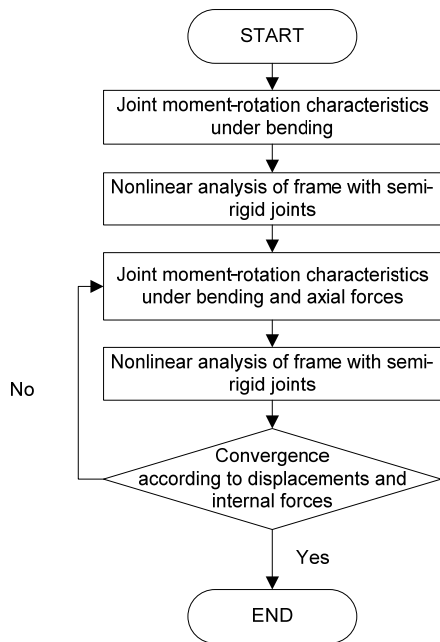 START
Joint moment-rotation characteristics
under bending
Nonlinear analysis of frame with semi-
rigid joints
Joint moment-rotation characteristics
under bending and axial forces
Nonlinear analysis of frame with semi-
rigid joints
No
Convergence
according to displacements and
internal forces
Yes
END